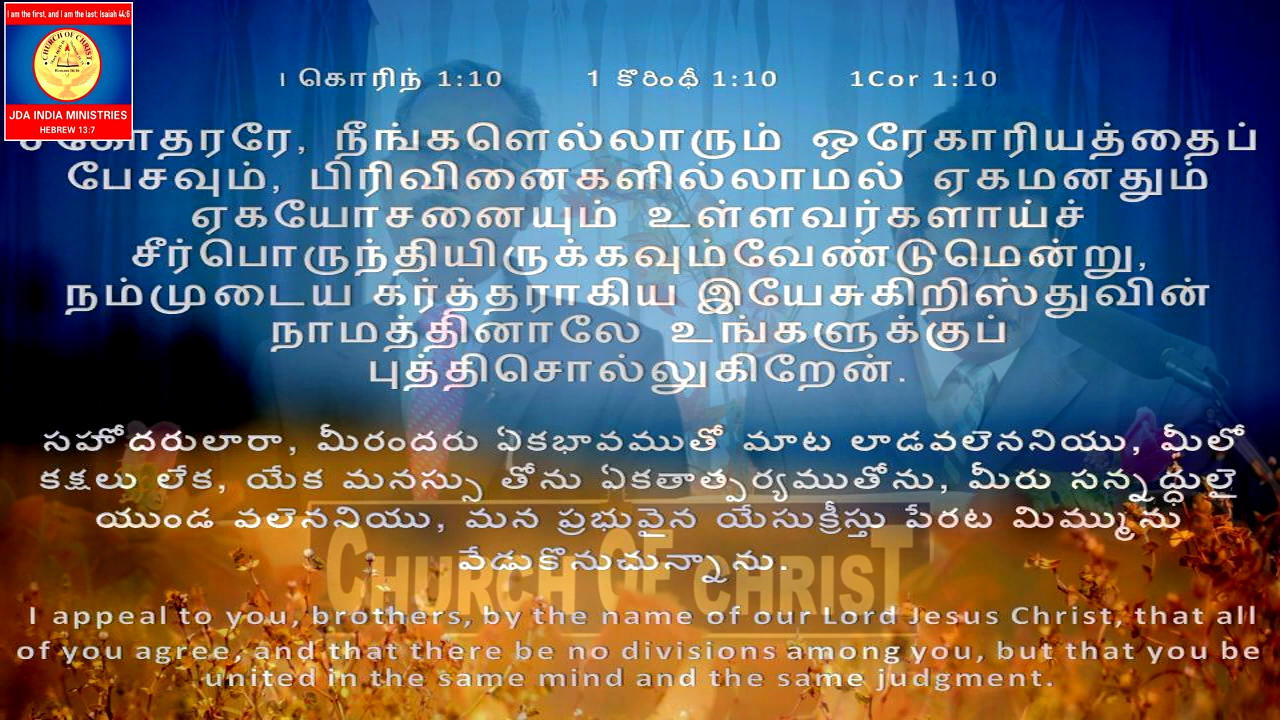 I am the first, and I am the last; Isaiah 44:6
CHURCH OF CHRIST
JDA INDIA MINISTRIES
HEBREW 13:7
I கொரிந் 1:10 1 కొరింథీ 1:10 1Cor 1:10
நீங்களெல்லாரும் ஒரேகாரியத்தைப்
பேசவும், பிரிவினைகளில்லாமல் ஏகமனதும்
ஏகயோசனையும் உள்ளவர்களாய்ச்
சீர்பொருந்தியிருக்கவும்வேண்டுமென்று,
நம்முடைய கர்த்தராகிய இயேசுகிறிஸ்துவின்
நாமத்தினாலே உங்களுக்குப்
புத்திசொல்லுகிறேன்.
సహోదరులారా, మీరందరు ఏకభావముతో మాట లాడవలెననియు, మీలో
కక్షలు లేక, యేక మనస్సు తోను ఏకతాత్పర్యముతోను, మీరు సన్నద్ధులై
యుండ వలెననియు, మన ప్రభువైన యేసుక్రీస్తు పేరట మిమ్మును
వేడుకొనుచున్నాను.
CHURCH OF CHRIST
I appeal to you, brothers, by the name of our Lord Jesus Christ, that all
of you agree, and that there be no divisions among you, but that you be
united in the same mind and the same judgment.